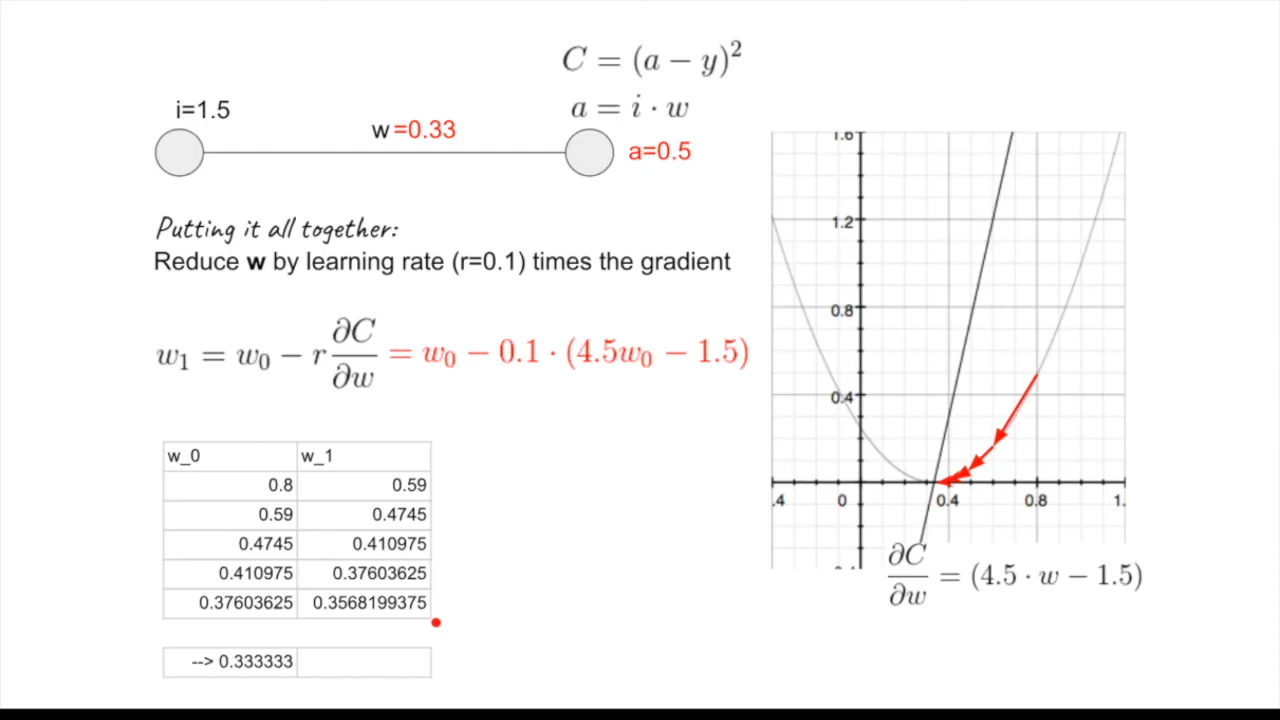 C = (a − y)²
i=1.5
a = i · w
w=0.33
a=0.5
Putting it all together:
Reduce w by learning rate (r=0.1) times the gradient
w₁ = w₀ − r ∂C/∂w = w₀ − 0.1 · (4.5w₀ − 1.5)
w_0 w_1
0.8 0.59
0.59 0.4745
0.4745 0.410975
0.410975 0.37603625
0.37603625 0.3568199375
--> 0.333333
1.6
1.2
0.8
0.4
.4 0 0.4 0.8 1.
∂C/∂w = (4.5 · w − 1.5)